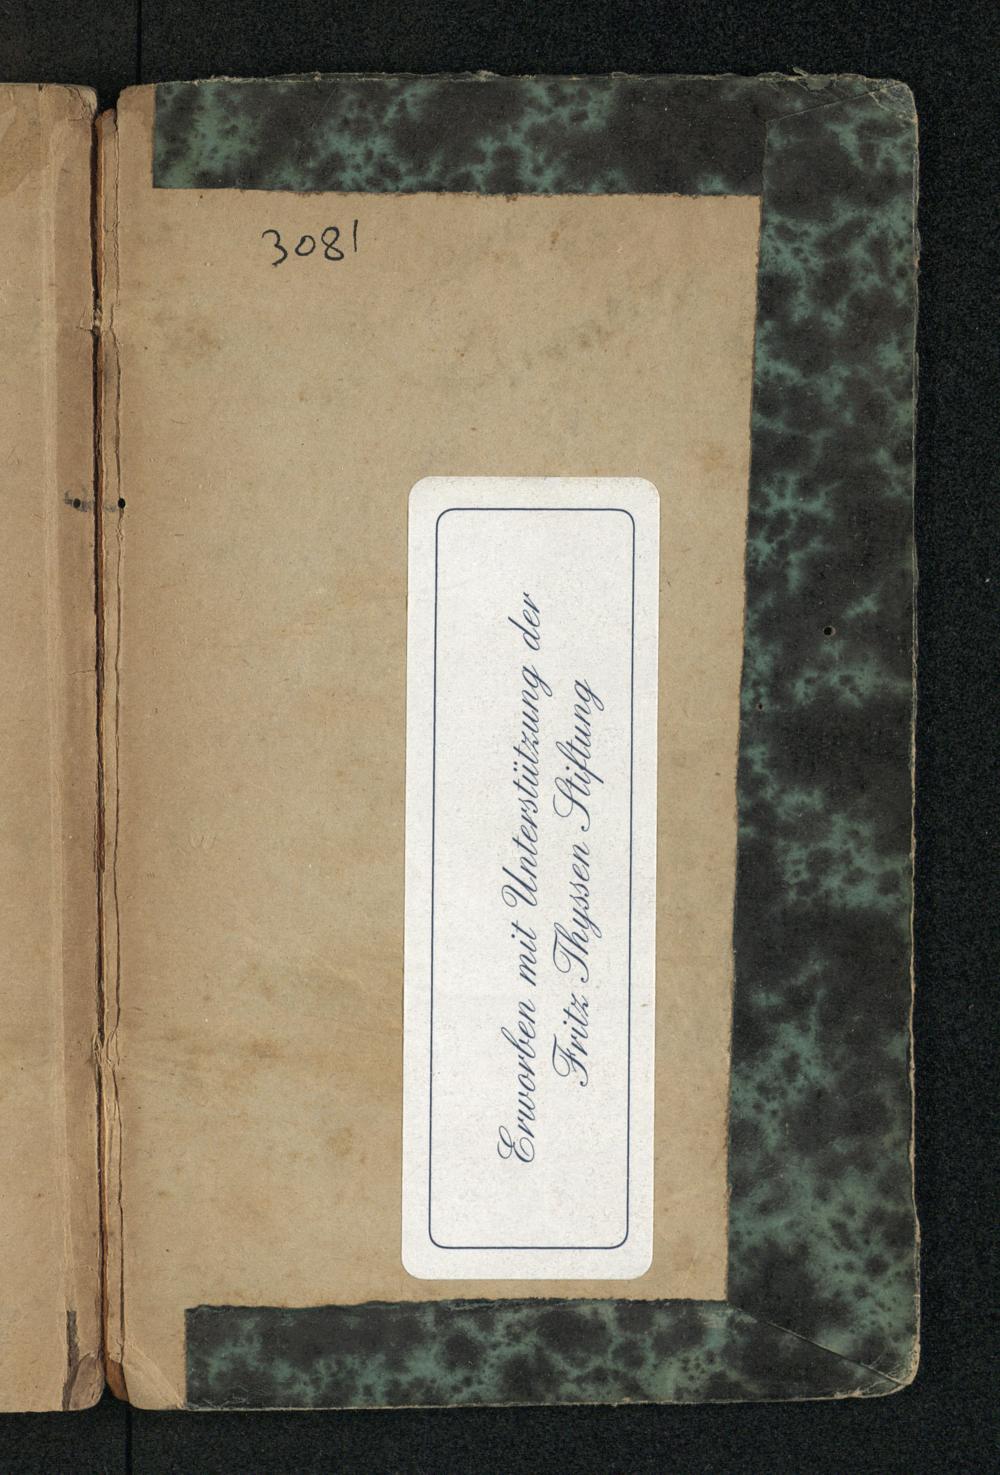 3081
Erworben mit Unterstützung der
Fritz Thyssen Stiftung